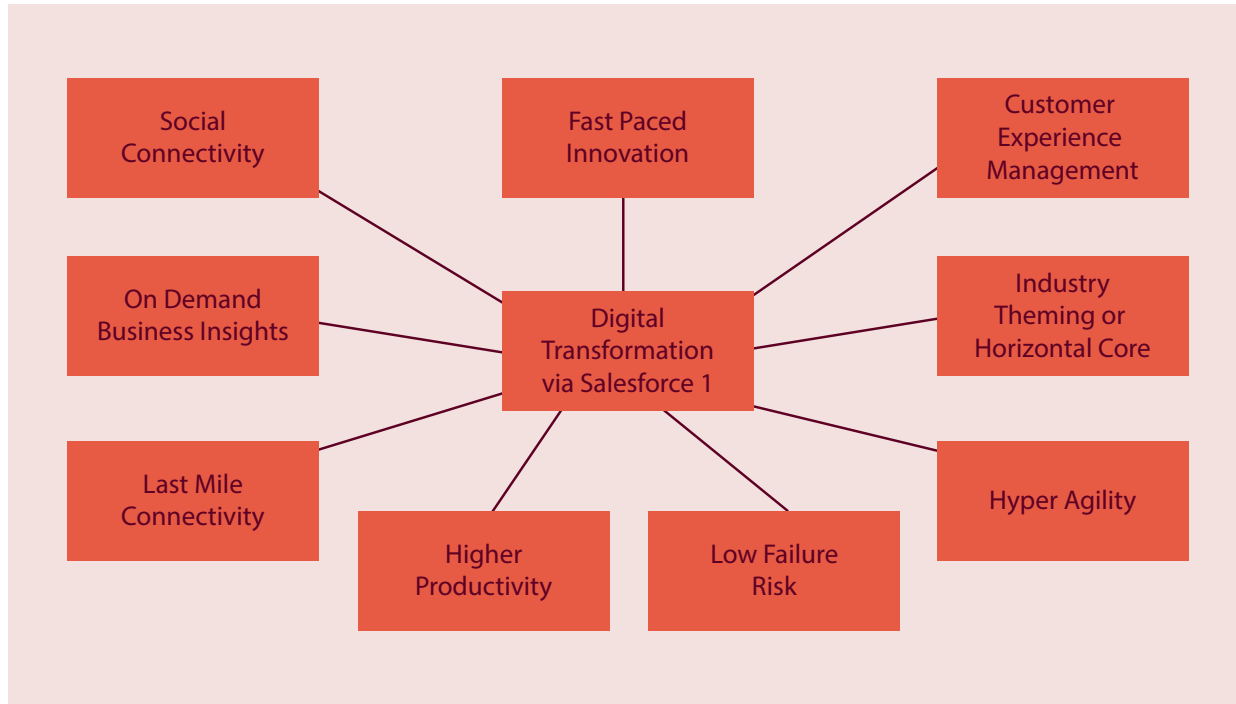 Social
Connectivity
Fast Paced
Innovation
Customer
Experience
Management
On Demand
Business Insights
Digital
Transformation
via Salesforce 1
Industry
Theming or
Horizontal Core
Last Mile
Connectivity
Higher
Productivity
Low Failure
Risk
Hyper Agility